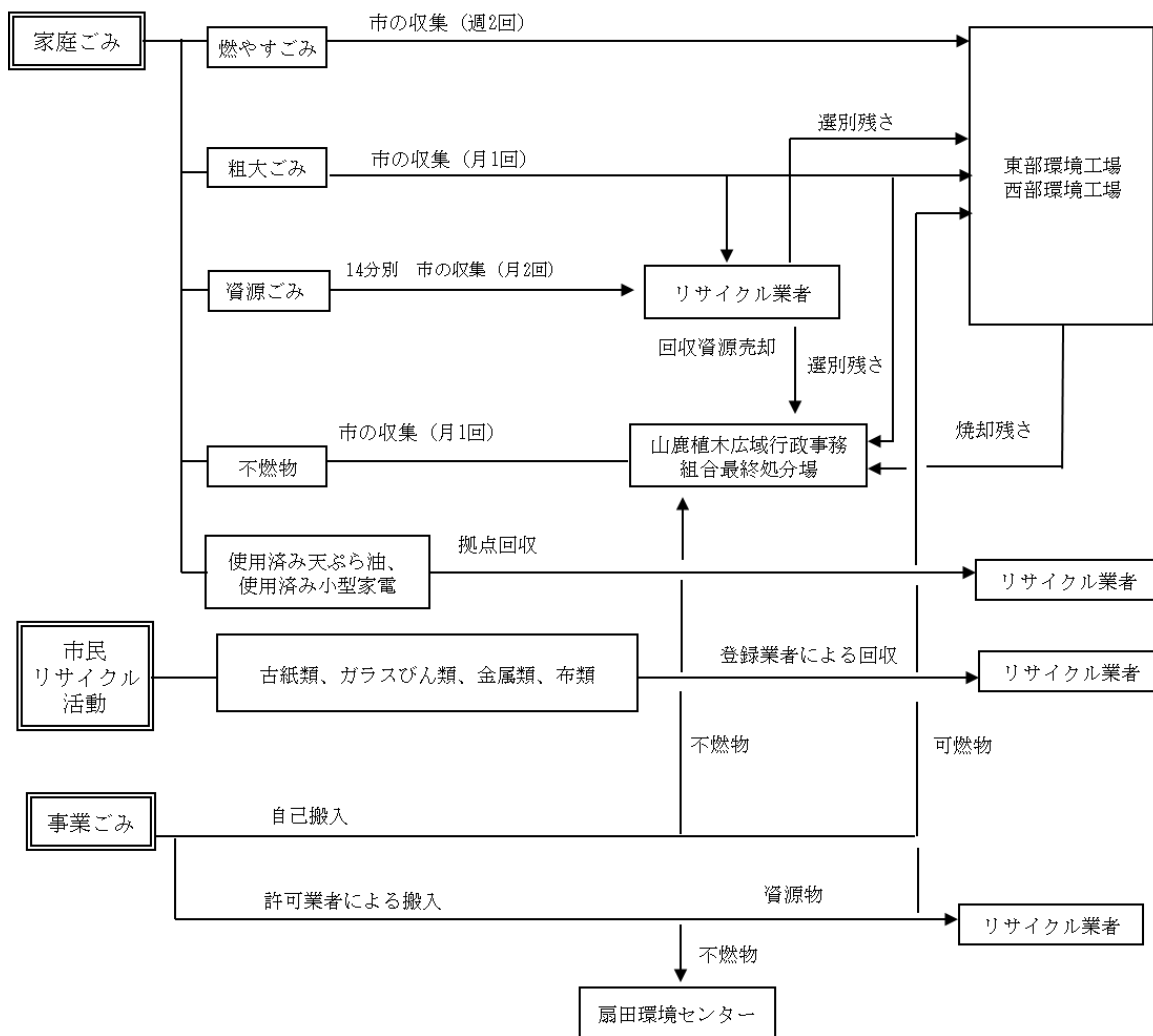 家庭ごみ
燃やすごみ
市の収集（週2回）
選別残さ
東部環境工場
西部環境工場
粗大ごみ
市の収集（月1回）
資源ごみ
14分別　市の収集（月2回）
リサイクル業者
回収資源売却
選別残さ
不燃物
市の収集（月1回）
山鹿植木広域行政事務
組合最終処分場
焼却残さ
使用済み天ぷら油、
使用済み小型家電
拠点回収
リサイクル業者
市民
リサイクル
活動
古紙類、ガラスびん類、金属類、布類
登録業者による回収
リサイクル業者
不燃物
可燃物
事業ごみ
自己搬入
許可業者による搬入
資源物
リサイクル業者
不燃物
扇田環境センター